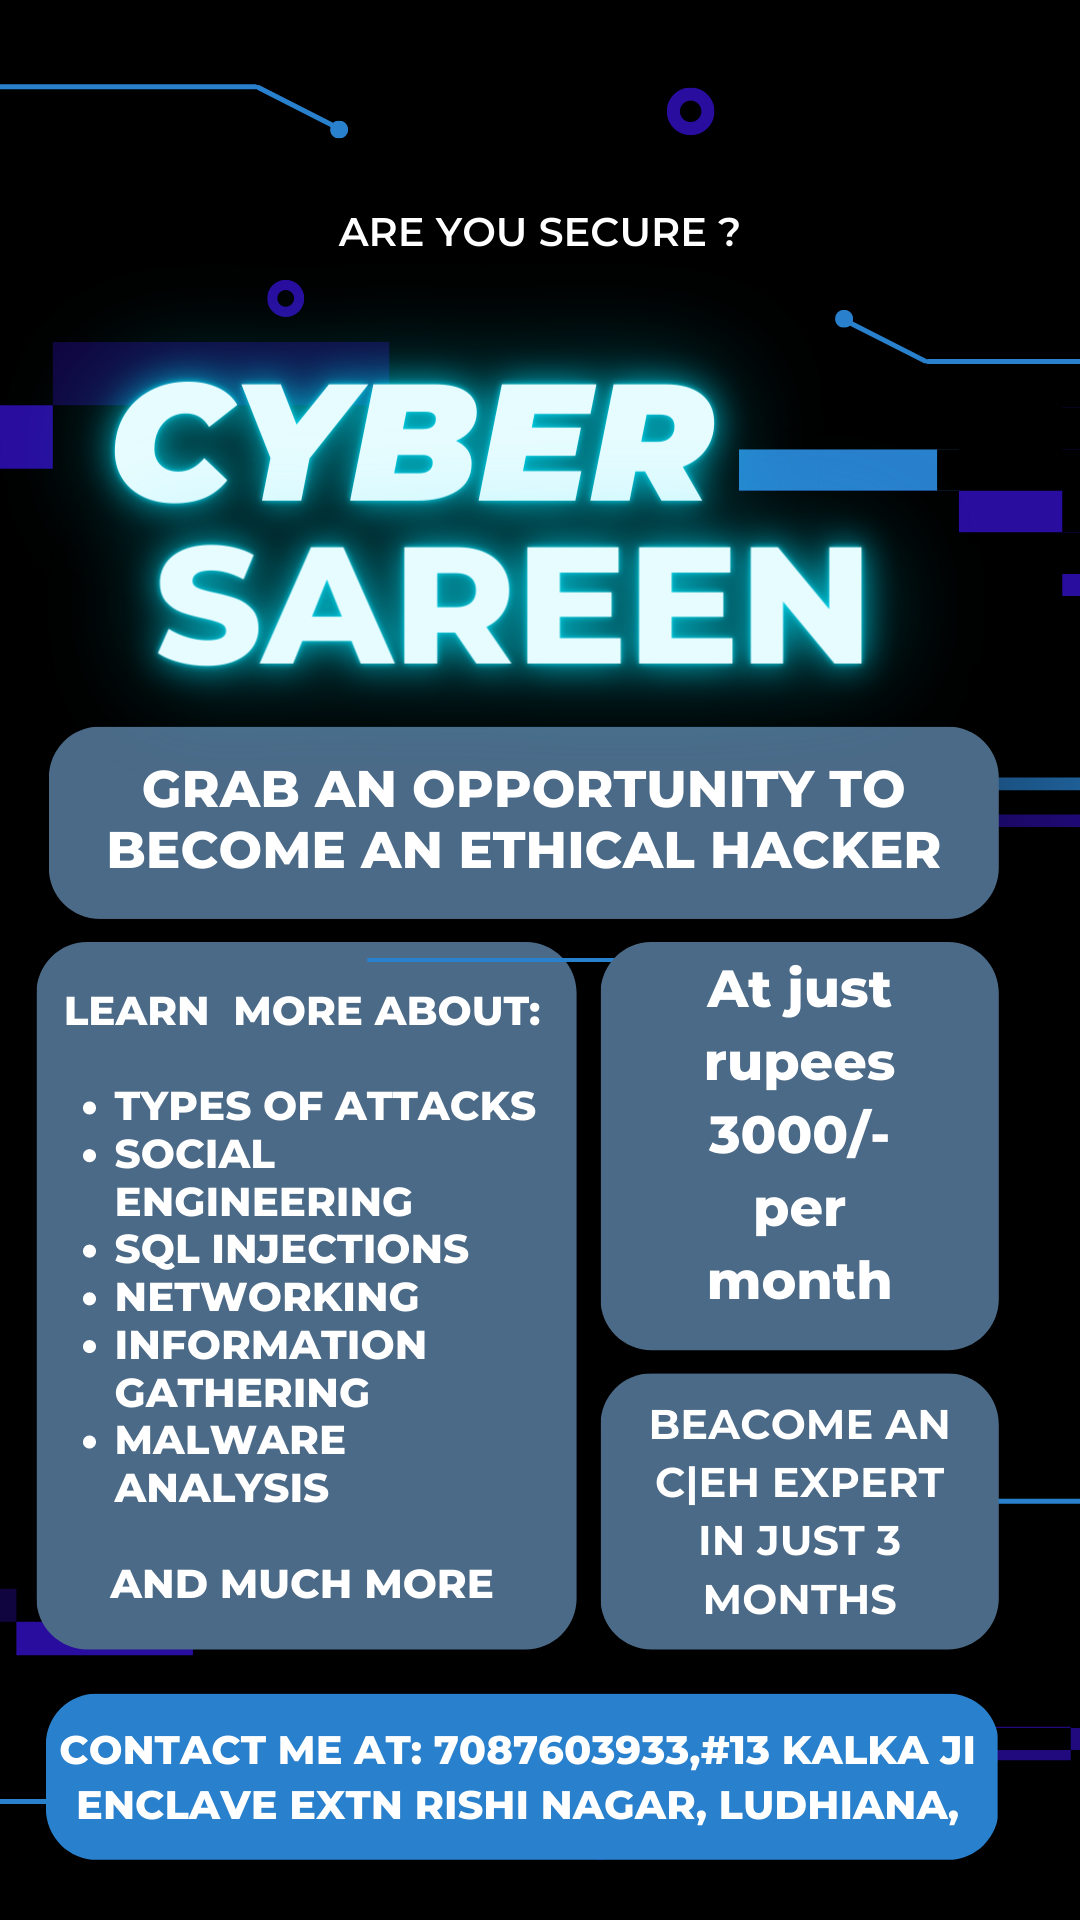 ARE YOU SECURE ?
CYBER
SAREEN
GRAB AN OPPORTUNITY TO
BECOME AN ETHICAL HACKER
LEARN  MORE ABOUT:
• TYPES OF ATTACKS
• SOCIAL
ENGINEERING
• SQL INJECTIONS
• NETWORKING
• INFORMATION
GATHERING
• MALWARE
ANALYSIS
AND MUCH MORE
At just
rupees
3000/-
per
month
BEACOME AN
C|EH EXPERT
IN JUST 3
MONTHS
CONTACT ME AT: 7087603933,#13 KALKA JI
ENCLAVE EXTN RISHI NAGAR, LUDHIANA,